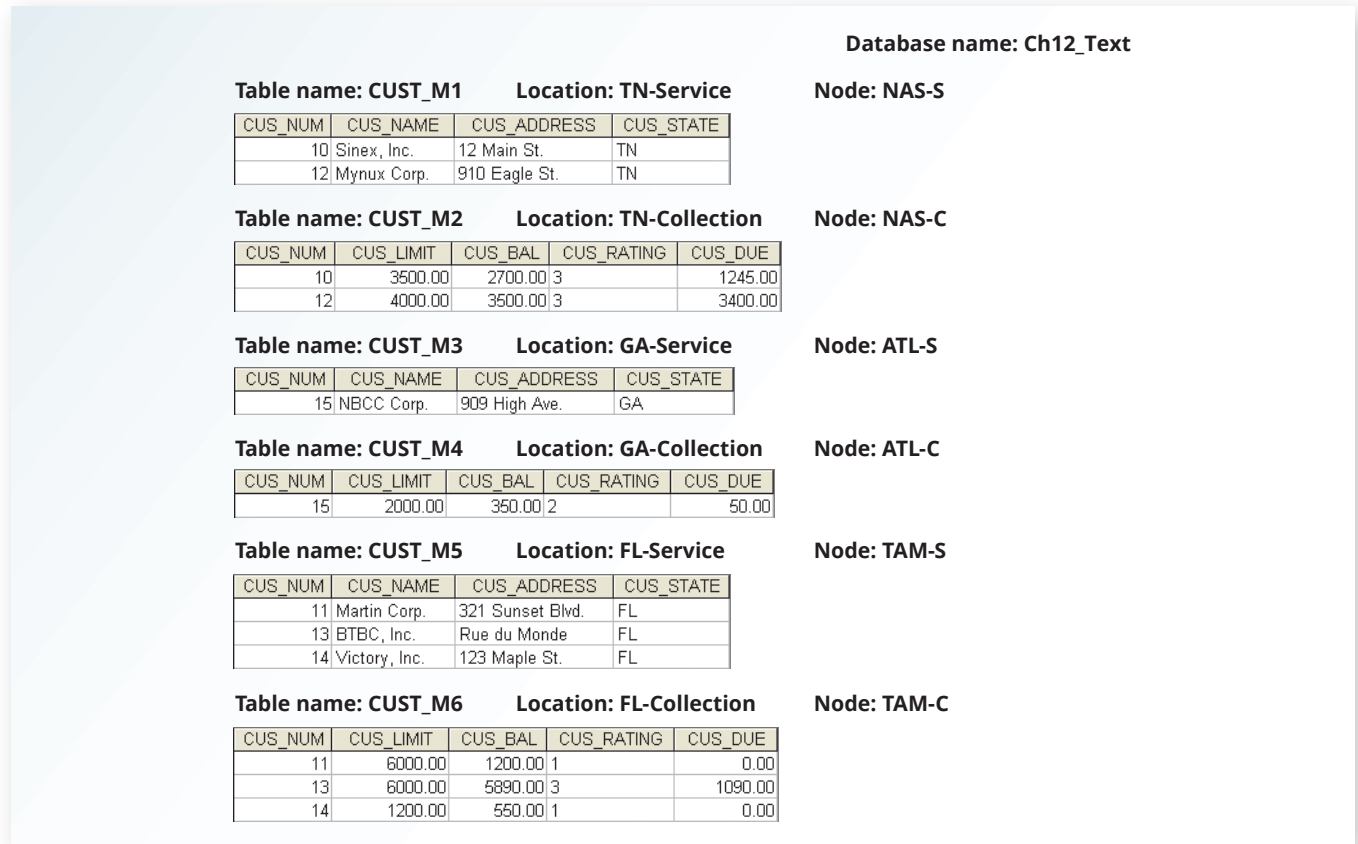 Database name: Ch12_Text
Table name: CUST_M1 Location: TN-Service Node: NAS-S
CUS_NUM CUS_NAME CUS_ADDRESS CUS_STATE
10 Sinex, Inc. 12 Main St. TN
12 Mynux Corp. 910 Eagle St. TN
Table name: CUST_M2 Location: TN-Collection Node: NAS-C
CUS_NUM CUS_LIMIT CUS_BAL CUS_RATING CUS_DUE
10 3500.00 2700.00 3 1245.00
12 4000.00 3500.00 3 3400.00
Table name: CUST_M3 Location: GA-Service Node: ATL-S
CUS_NUM CUS_NAME CUS_ADDRESS CUS_STATE
15 NBCC Corp. 909 High Ave. GA
Table name: CUST_M4 Location: GA-Collection Node: ATL-C
CUS_NUM CUS_LIMIT CUS_BAL CUS_RATING CUS_DUE
15 2000.00 350.00 2 50.00
Table name: CUST_M5 Location: FL-Service Node: TAM-S
CUS_NUM CUS_NAME CUS_ADDRESS CUS_STATE
11 Martin Corp. 321 Sunset Blvd. FL
13 BTBC, Inc. Rue du Monde FL
14 Victory, Inc. 123 Maple St. FL
Table name: CUST_M6 Location: FL-Collection Node: TAM-C
CUS_NUM CUS_LIMIT CUS_BAL CUS_RATING CUS_DUE
11 6000.00 1200.00 1 0.00
13 6000.00 5890.00 3 1090.00
14 1200.00 550.00 1 0.00